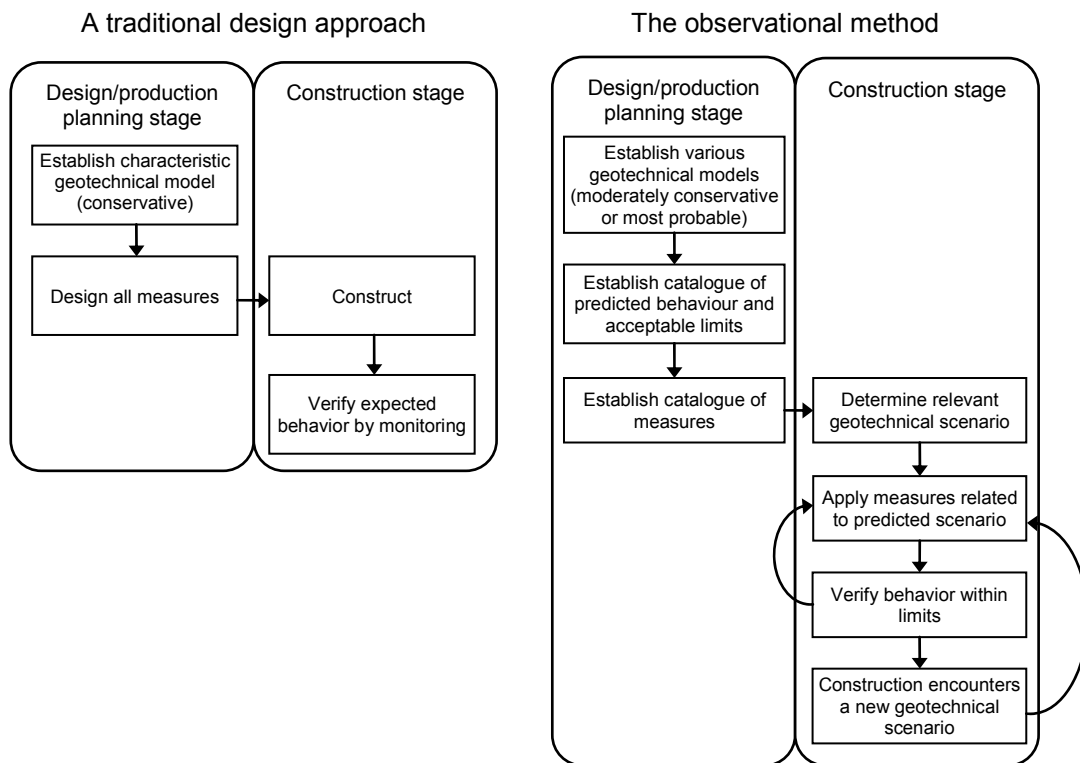 A traditional design approach
Design/production
planning stage
Construction stage
Establish characteristic
geotechnical model
(conservative)
Design all measures
Construct
Verify expected
behavior by monitoring
The observational method
Design/production
planning stage
Construction stage
Establish various
geotechnical models
(moderately conservative
or most probable)
Establish catalogue of
predicted behaviour and
acceptable limits
Establish catalogue of
measures
Determine relevant
geotechnical scenario
Apply measures related
to predicted scenario
Verify behavior within
limits
Construction encounters
a new geotechnical
scenario